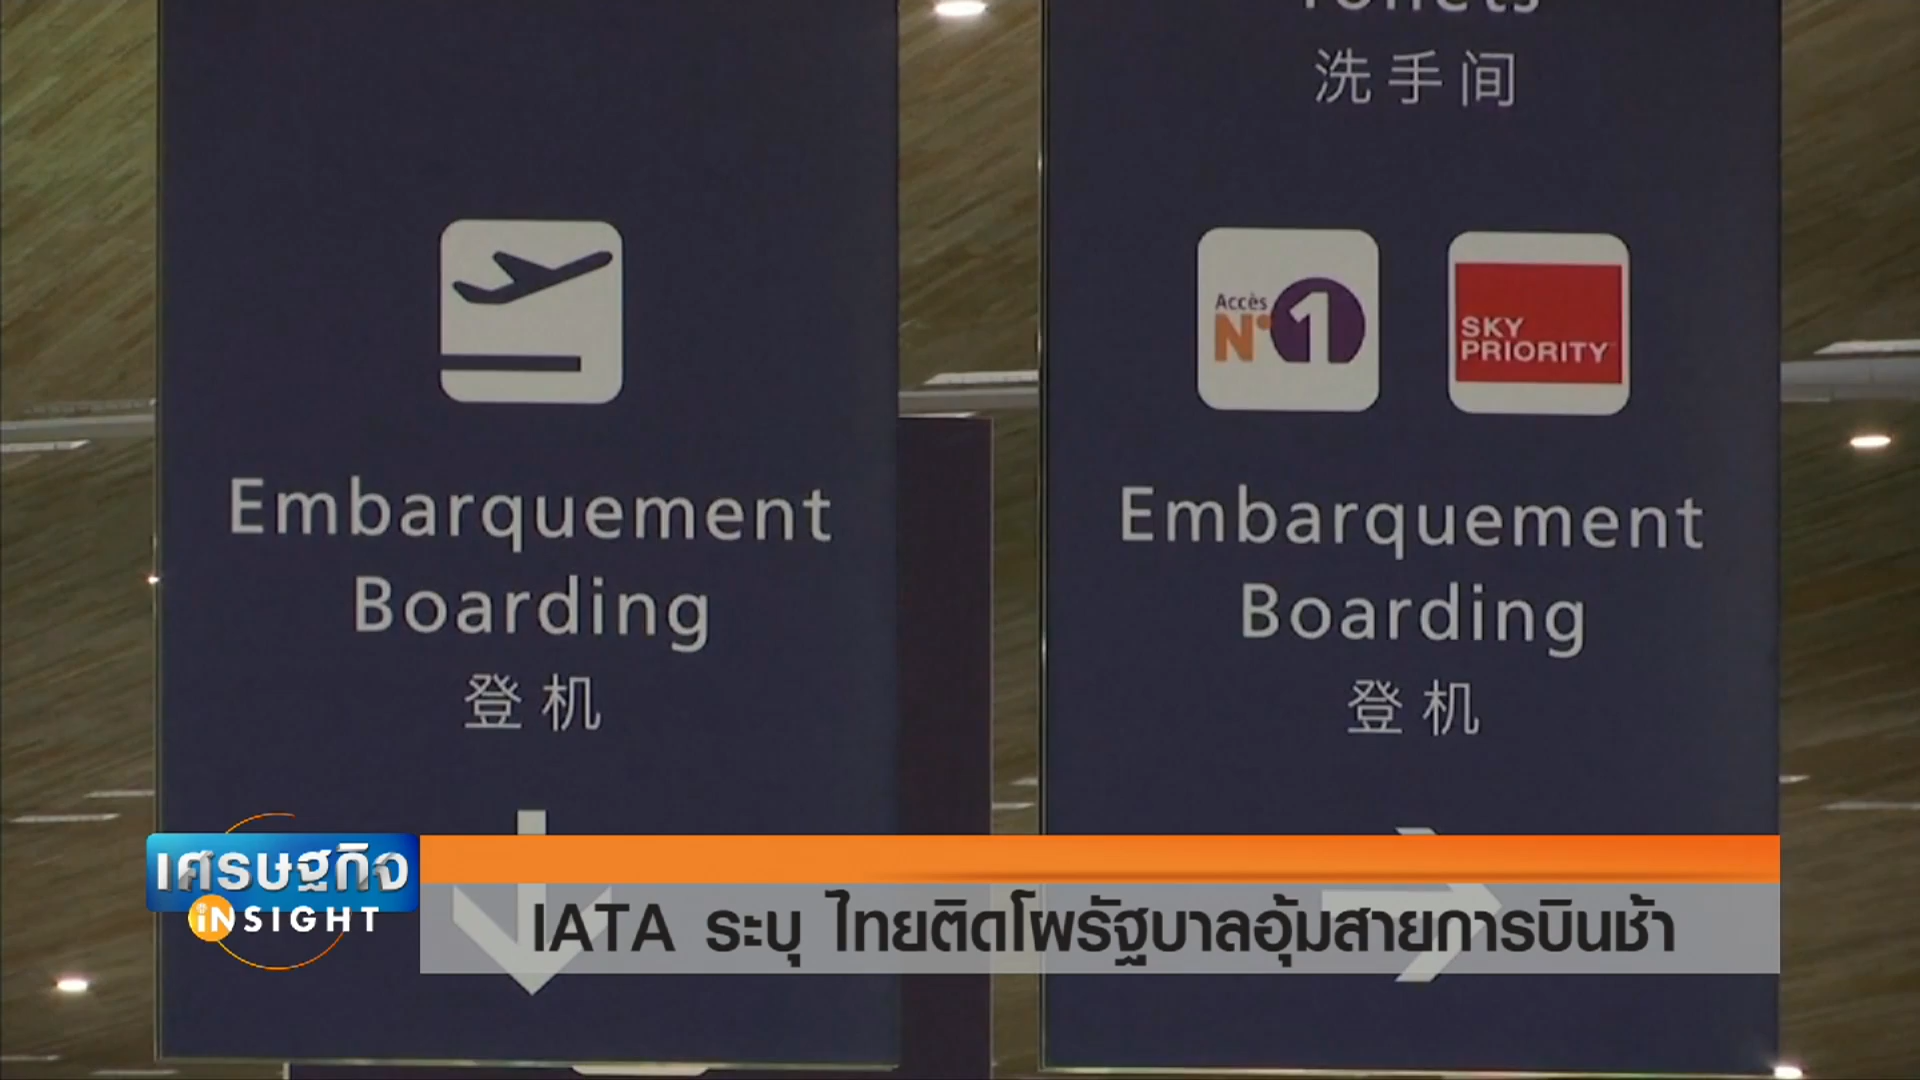 Toilets
洗手间
Accès
N°1
SKY
PRIORITY
Embarquement
Boarding
登机
Embarquement
Boarding
登机
เศรษฐกิจ
iNSIGHT
IATA ระบุ ไทยติดโผรัฐบาลอุ้มสายการบินช้า